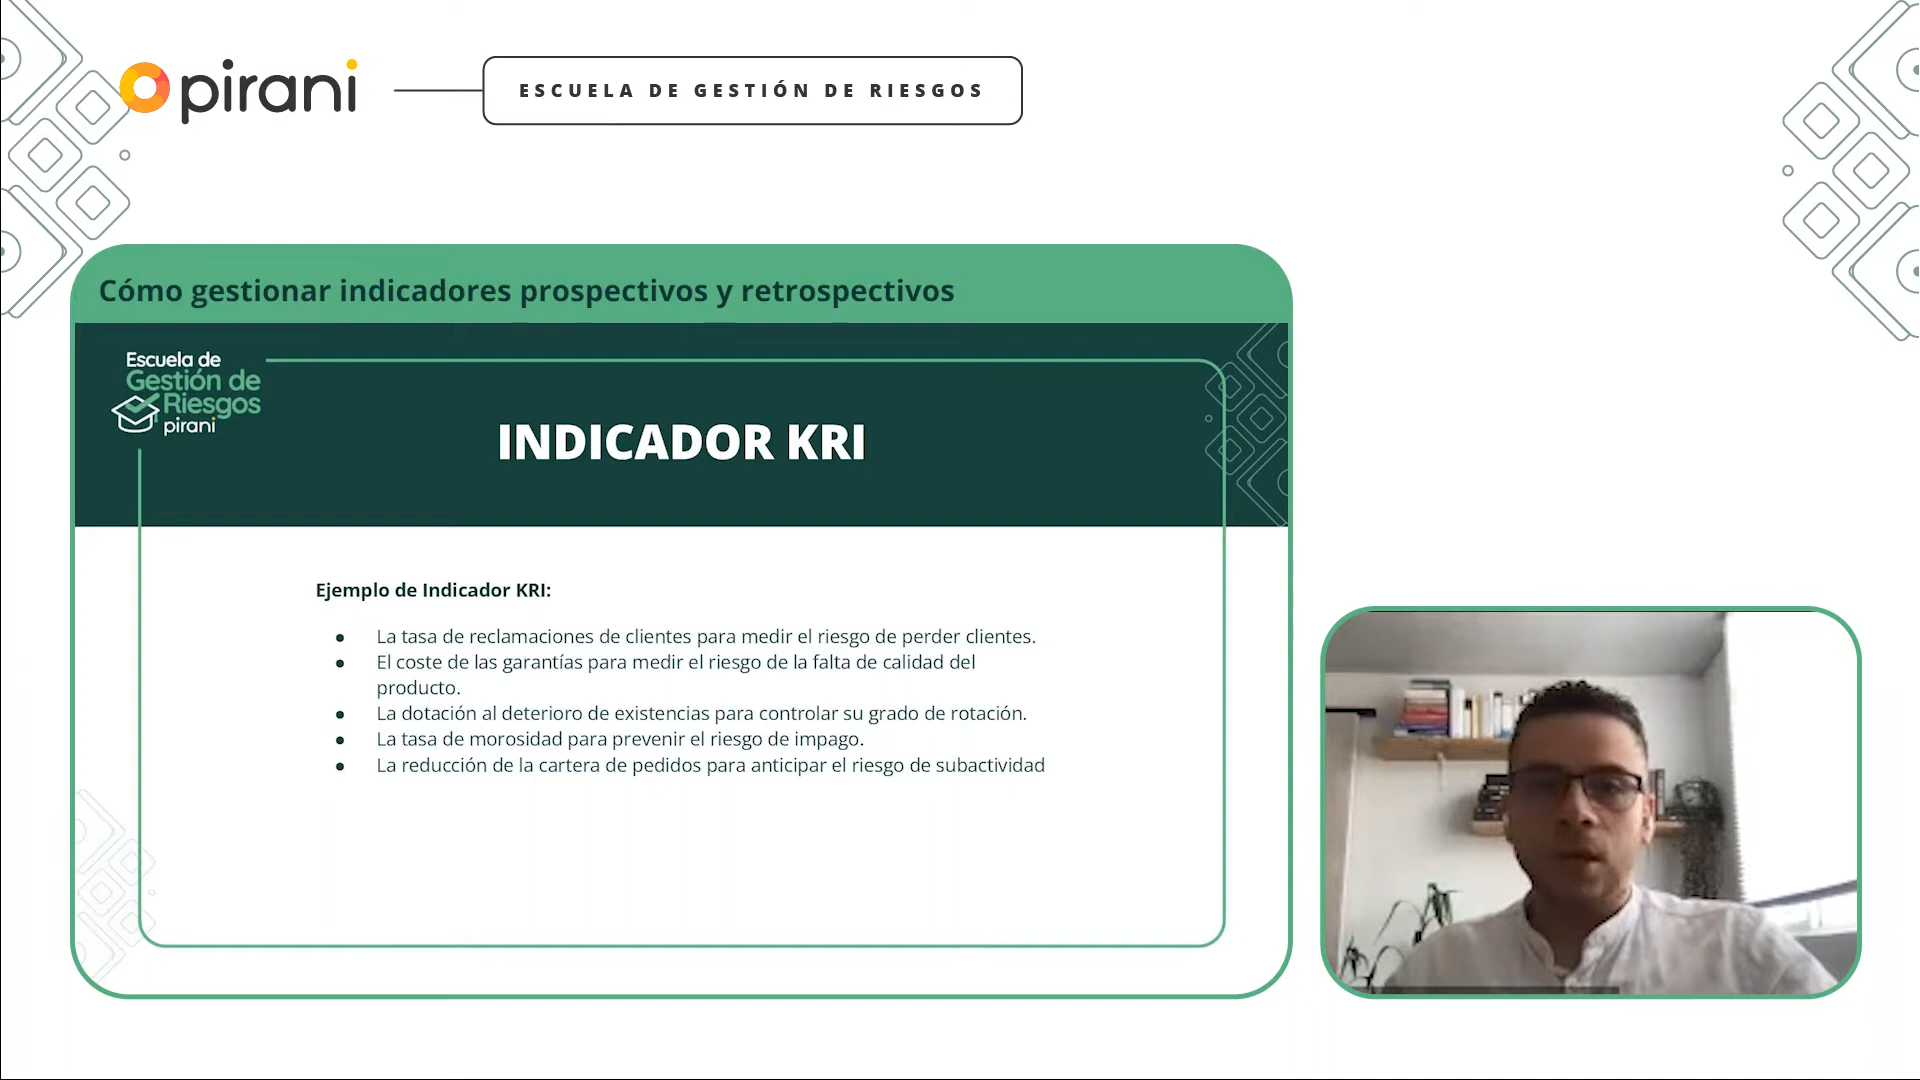 pirani
ESCUELA DE GESTIÓN DE RIESGOS
Cómo gestionar indicadores prospectivos y retrospectivos
Escuela de
Gestión de
Riesgos
pirani
INDICADOR KRI
Ejemplo de Indicador KRI:
● La tasa de reclamaciones de clientes para medir el riesgo de perder clientes.
● El coste de las garantías para medir el riesgo de la falta de calidad del
producto.
● La dotación al deterioro de existencias para controlar su grado de rotación.
● La tasa de morosidad para prevenir el riesgo de impago.
● La reducción de la cartera de pedidos para anticipar el riesgo de subactividad